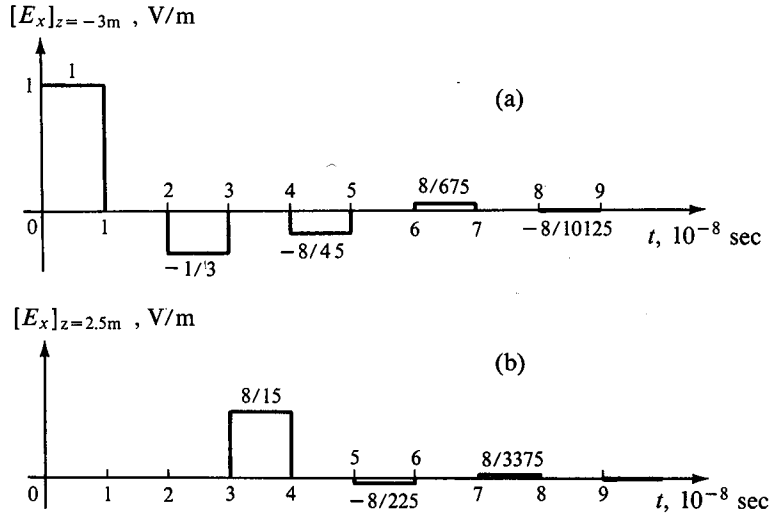 [E_x]_{z=−3m} , V/m
1
1
(a)
2 3 4 5 8/675 8 9
0 1 −1/3 −8/45 6 7 −8/10125 t, 10⁻⁸ sec
[E_x]_{z=2.5m} , V/m
(b)
8/15
5 6 8/3375
0 1 2 3 4 −8/225 7 8 9 t, 10⁻⁸ sec